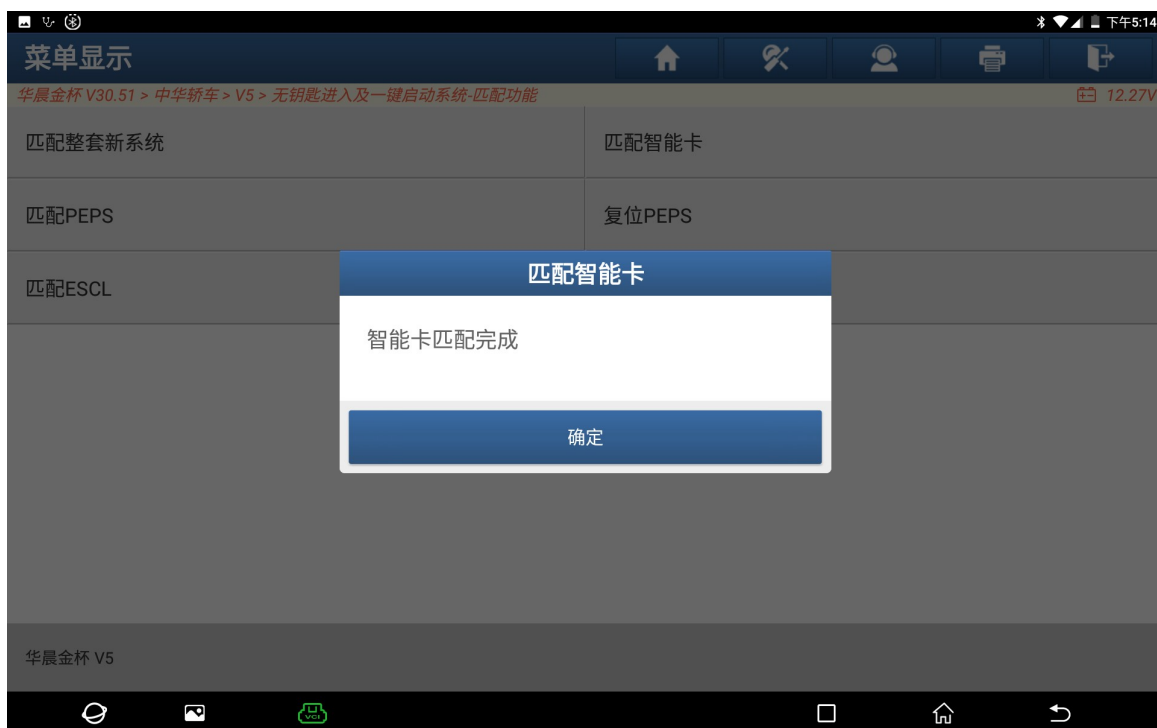 下午5:14
菜单显示
华晨金杯 V30.51 > 中华轿车 > V5 > 无钥匙进入及一键启动系统-匹配功能
12.27V
匹配整套新系统
匹配智能卡
匹配PEPS
复位PEPS
匹配ESCL
匹配智能卡
智能卡匹配完成
确定
华晨金杯 V5
VCI